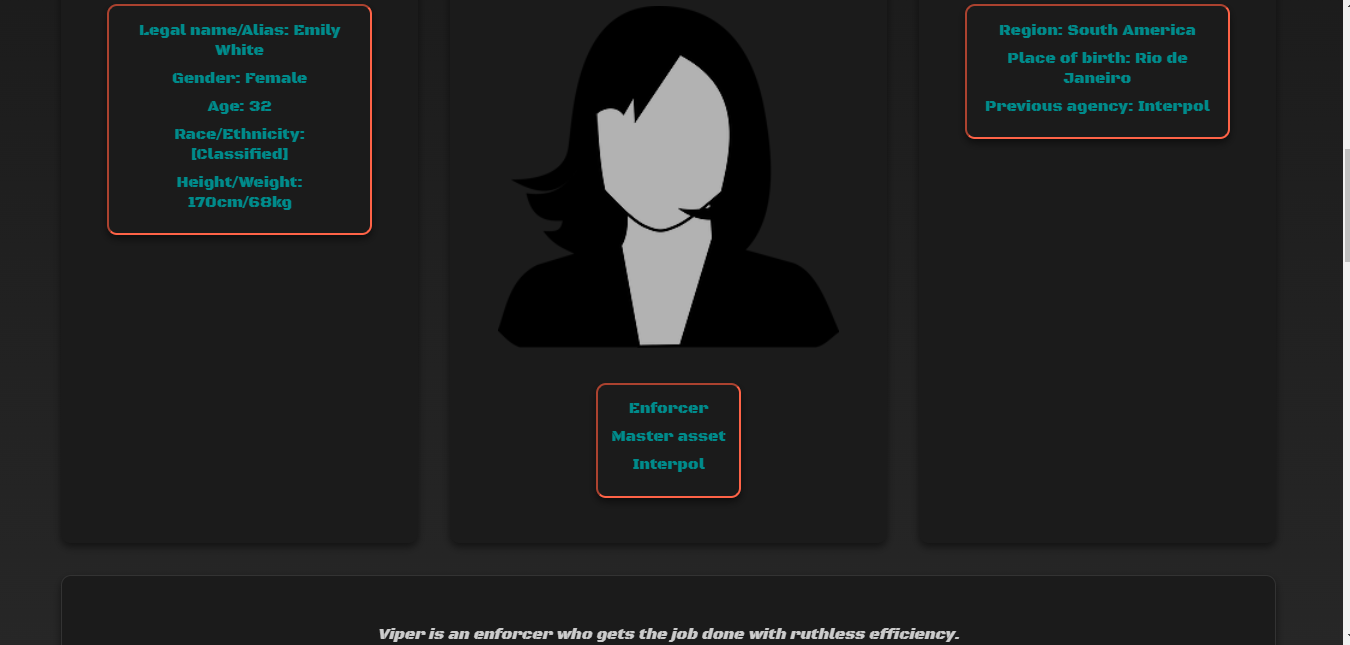 Legal name/Alias: Emily
White
Gender: Female
Age: 32
Race/Ethnicity:
[Classified]
Height/Weight:
170cm/68kg
Enforcer
Master asset
Interpol
Region: South America
Place of birth: Rio de
Janeiro
Previous agency: Interpol
Viper is an enforcer who gets the job done with ruthless efficiency.